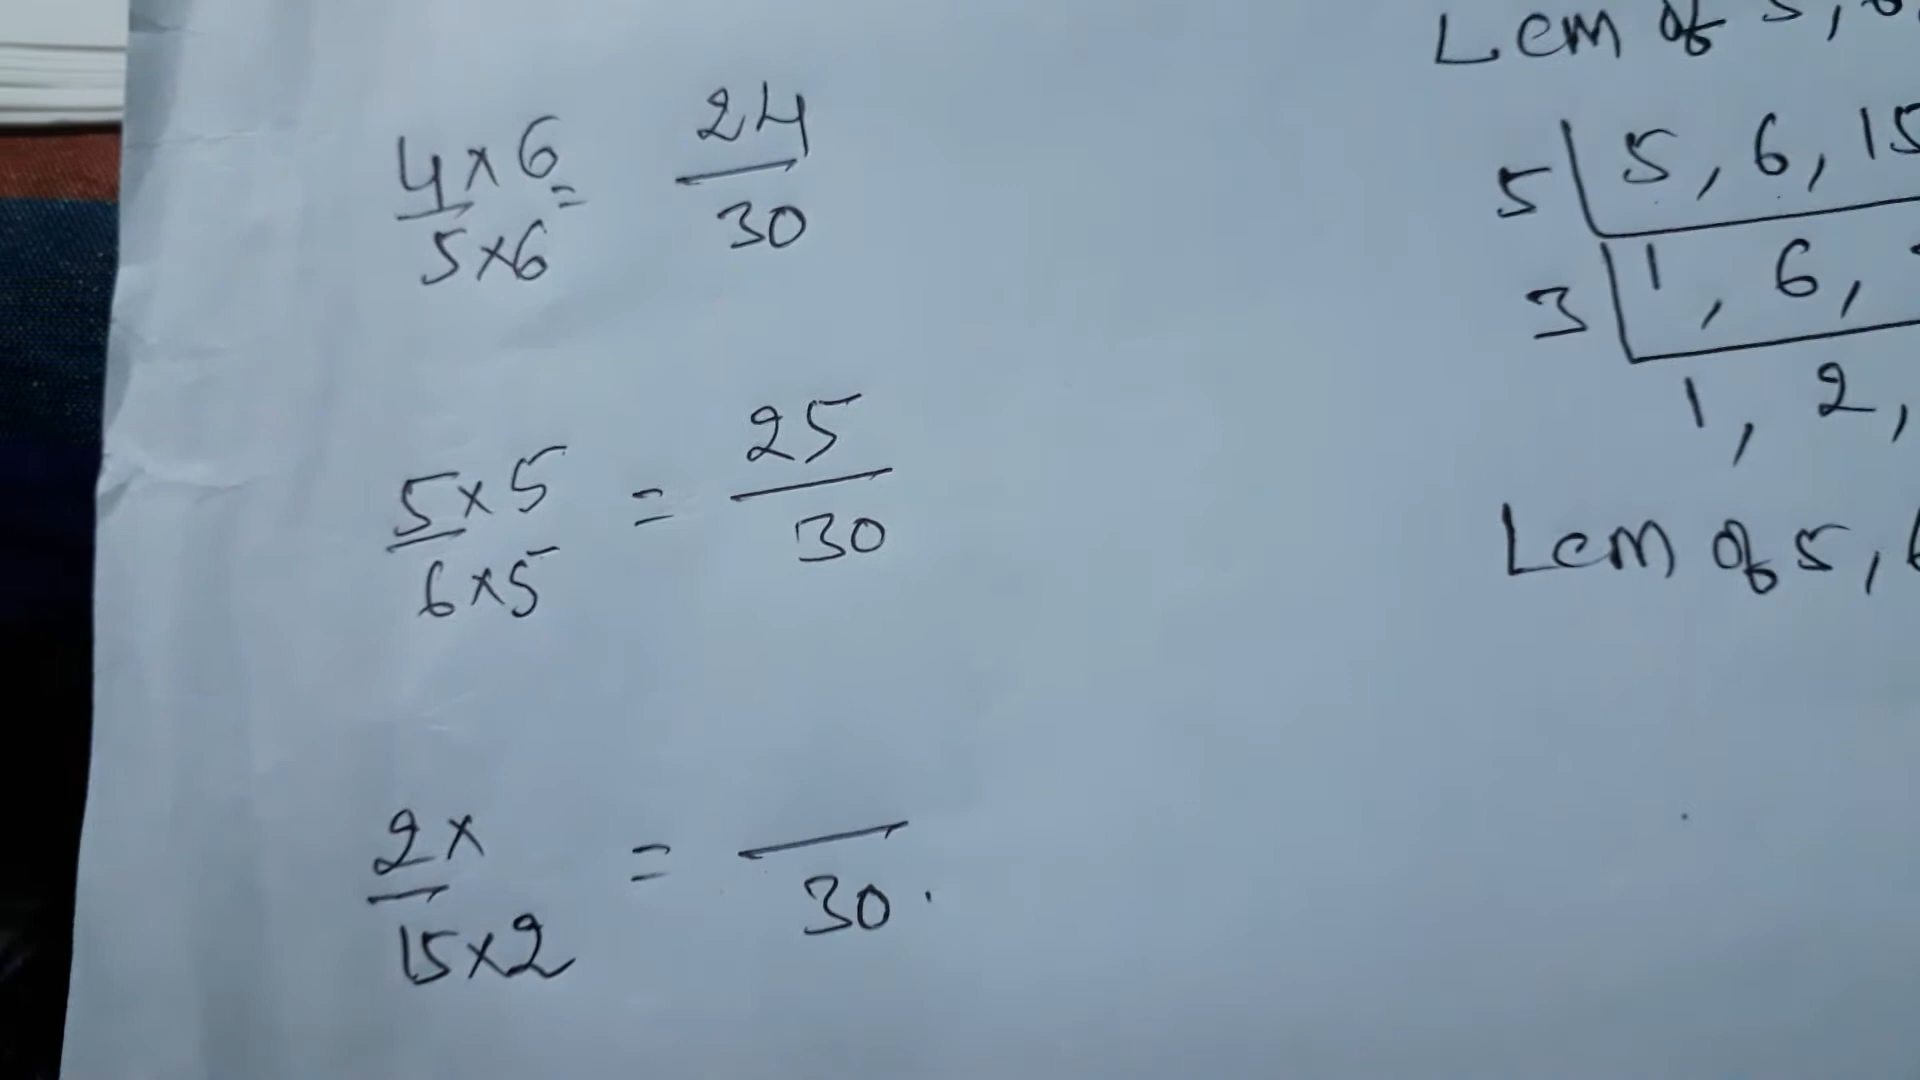 4 x 6 = 24
5 x 6 30
5 x 5 = 25
6 x 5 30
2 x =
15 x 2 30.
Lcm of 5,
5 5, 6, 15
3 1, 6,
1, 2,
Lcm of 5,